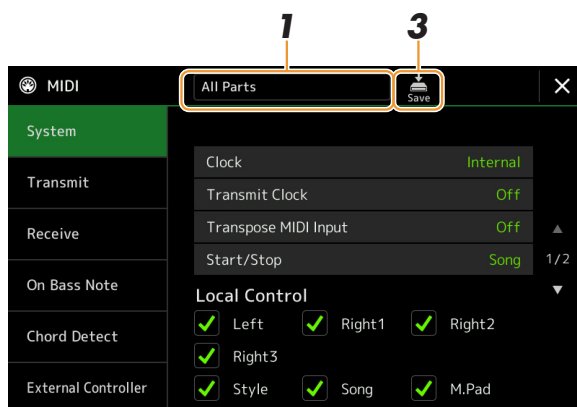 1 3
MIDI All Parts Save
System
Clock Internal
Transmit Transmit Clock Off
Transpose MIDI Input Off
Receive
Start/Stop Song 1/2
On Bass Note Local Control
Left Right1 Right2
Chord Detect
Right3
External Controller Style Song M.Pad